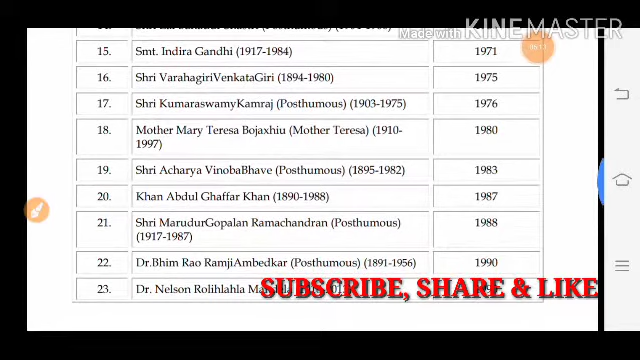 Made with KINEMASTER
15. Smt. Indira Gandhi (1917-1984) 1971
16. Shri VarahagiriVenkataGiri (1894-1980) 1975
17. Shri KumaraswamyKamraj (Posthumous) (1903-1975) 1976
18. Mother Mary Teresa Bojaxhiu (Mother Teresa) (1910-
1997) 1980
19. Shri Acharya VinobaBhave (Posthumous) (1895-1982) 1983
20. Khan Abdul Ghaffar Khan (1890-1988) 1987
21. Shri MarudurGopalan Ramachandran (Posthumous)
(1917-1987) 1988
22. Dr.Bhim Rao RamjiAmbedkar (Posthumous) (1891-1956) 1990
23. Dr. Nelson Rolihlahla
SUBSCRIBE, SHARE & LIKE